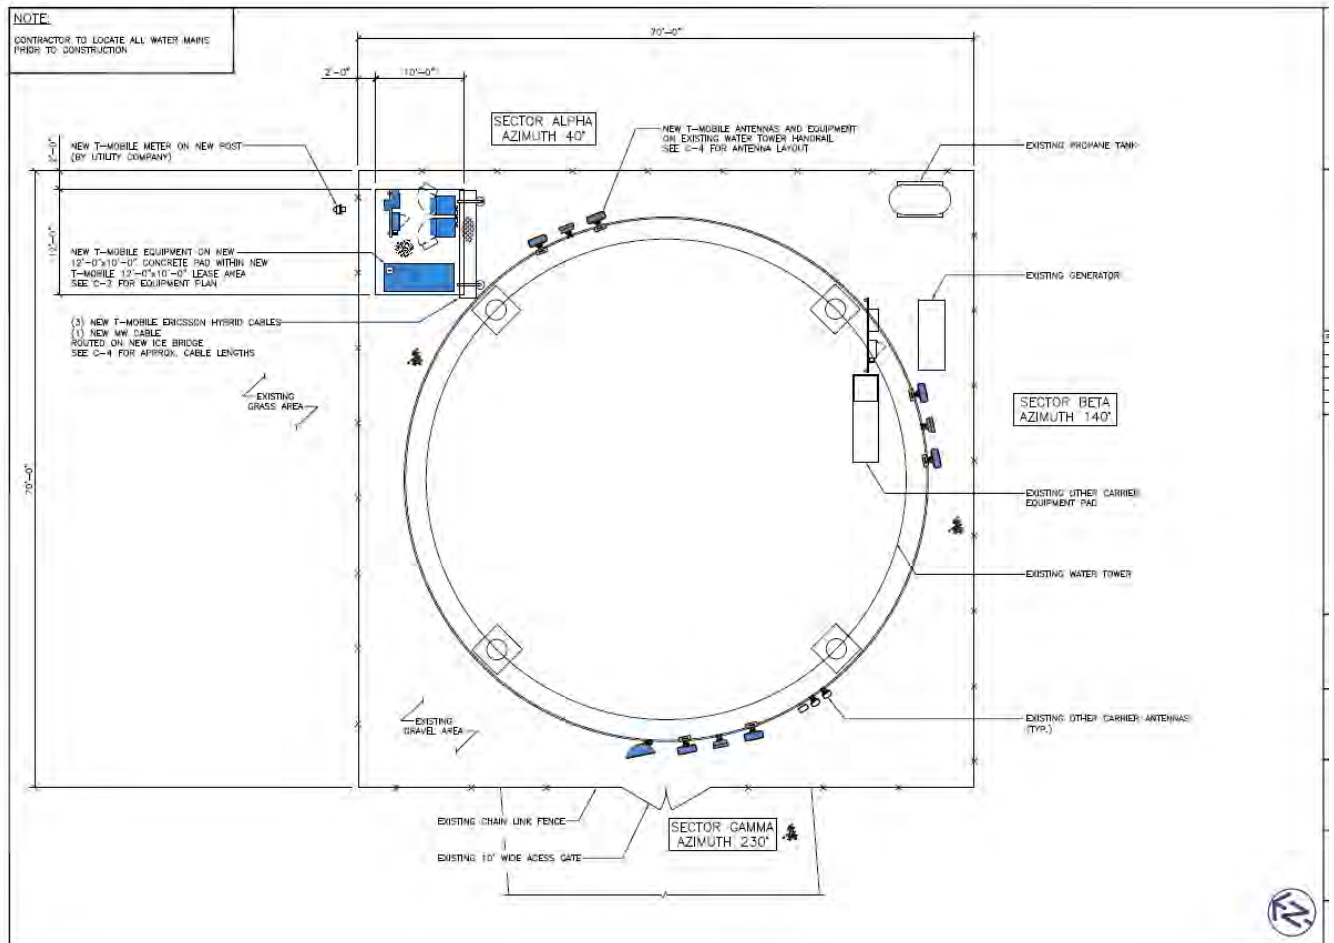 NOTE:
CONTRACTOR TO LOCATE ALL WATER MAINS
PRIOR TO CONSTRUCTION
70'-0"
2'-0"
10'-0"
SECTOR ALPHA
AZIMUTH 40°
NEW T-MOBILE ANTENNAS AND EQUIPMENT
ON EXISTING WATER TOWER HANDRAIL
SEE C-4 FOR ANTENNA LAYOUT
EXISTING PROPANE TANK
2'-0"
NEW T-MOBILE METER ON NEW POST
(BY UTILITY COMPANY)
12'-0"
NEW T-MOBILE EQUIPMENT ON NEW
12'-0"x10'-0" CONCRETE PAD WITHIN NEW
T-MOBILE 12'-0"x10'-0" LEASE AREA
SEE C-2 FOR EQUIPMENT PLAN
EXISTING GENERATOR
(3) NEW T-MOBILE ERICSSON HYBRID CABLES
(1) NEW MW CABLE
ROUTED ON NEW ICE BRIDGE
SEE C-4 FOR APPROX. CABLE LENGTHS
EXISTING
GRASS AREA
SECTOR BETA
AZIMUTH 140°
70'-0"
EXISTING OTHER CARRIER
EQUIPMENT PAD
EXISTING WATER TOWER
EXISTING
GRAVEL AREA
EXISTING OTHER CARRIER ANTENNAS
(TYP.)
EXISTING CHAIN LINK FENCE
SECTOR GAMMA
AZIMUTH 230°
EXISTING 10' WIDE ACESS GATE